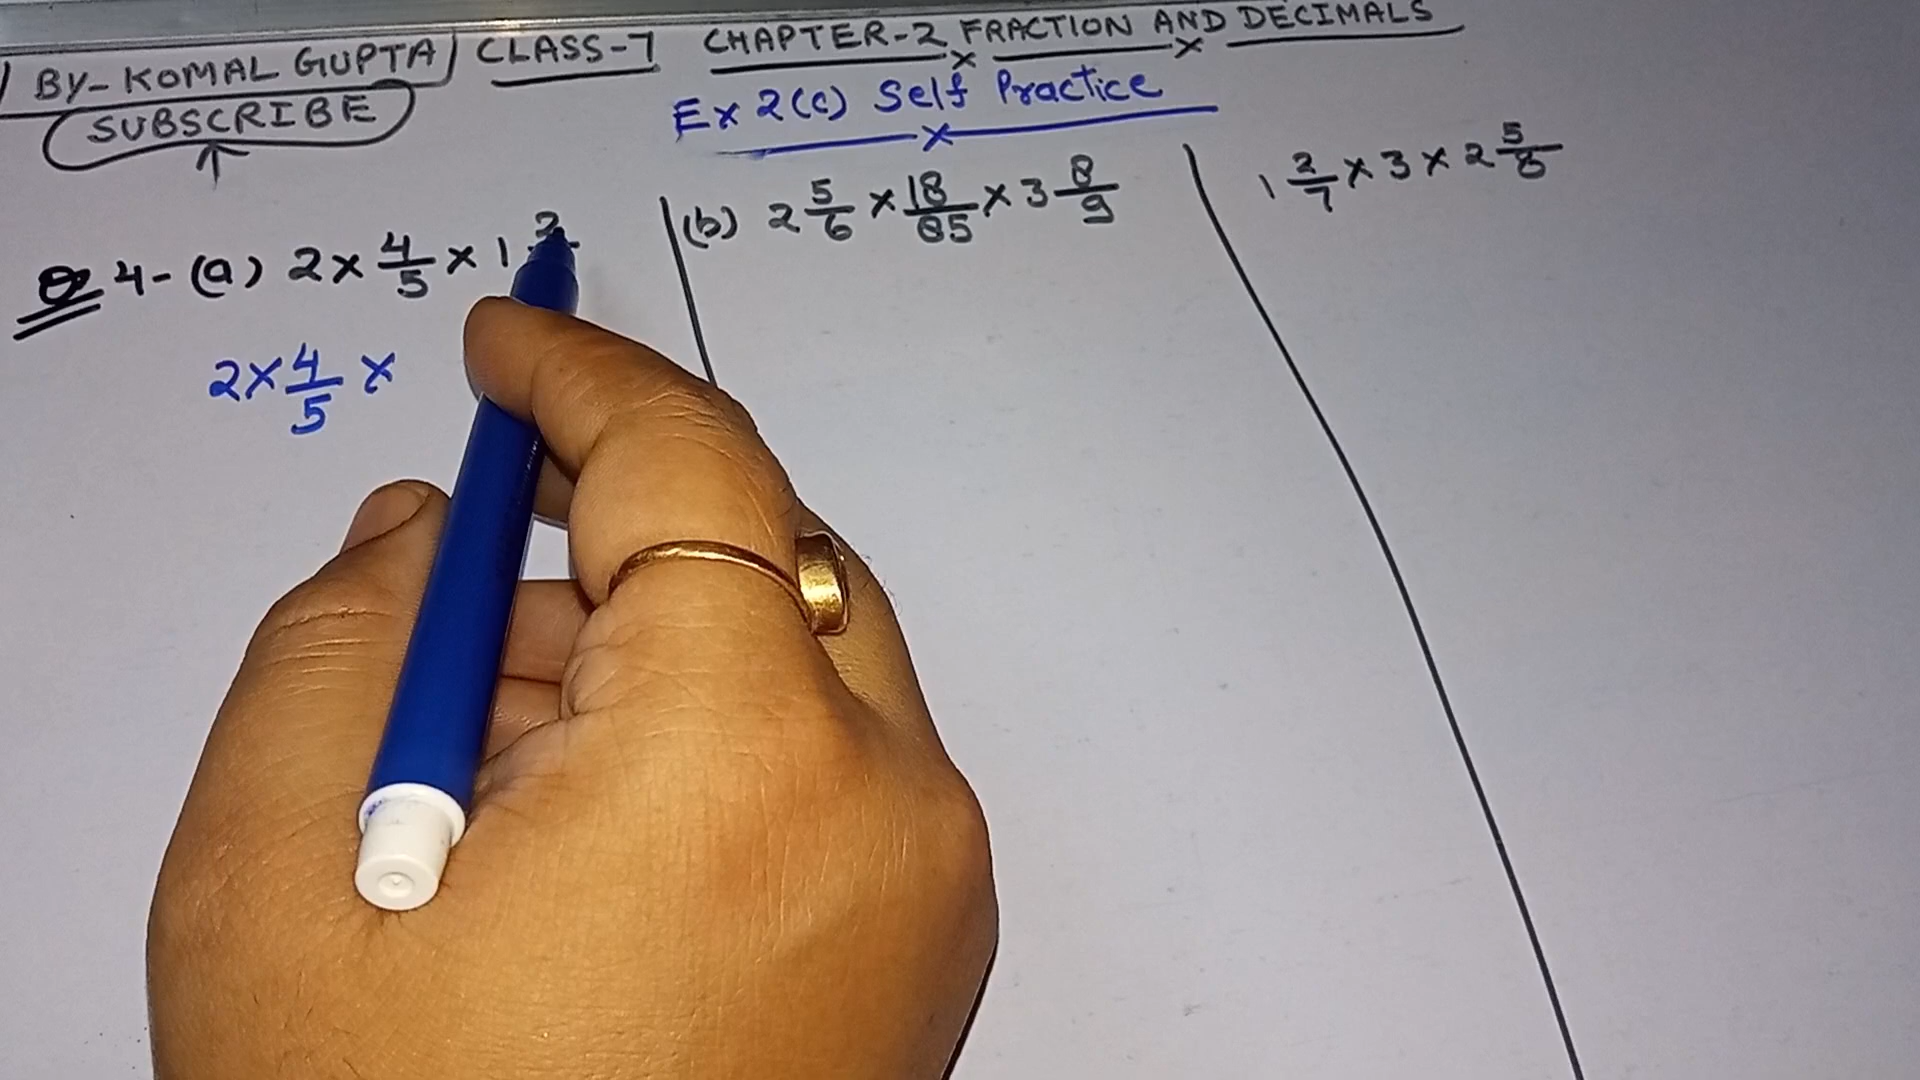 BY-KOMAL GUPTA CLASS-7 CHAPTER-2 FRACTION AND DECIMALS
SUBSCRIBE
Ex 2(c) Self Practice
Q 4-(a) 2 × 4/5 × 1
(b) 2 5/6 × 18/85 × 3 8/9
1 2/7 × 3 × 2 5/8
2 × 4/5 ×